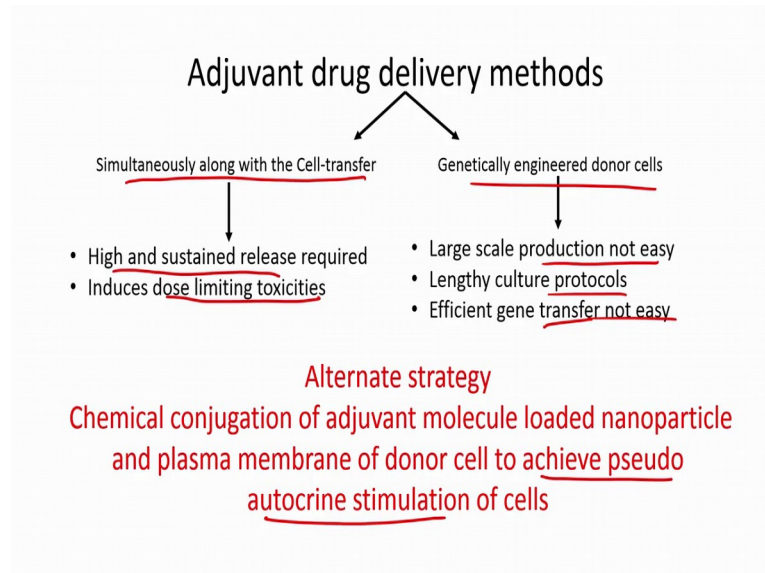 Adjuvant drug delivery methods
Simultaneously along with the Cell-transfer
• High and sustained release required
• Induces dose limiting toxicities
Genetically engineered donor cells
• Large scale production not easy
• Lengthy culture protocols
• Efficient gene transfer not easy
Alternate strategy
Chemical conjugation of adjuvant molecule loaded nanoparticle
and plasma membrane of donor cell to achieve pseudo
autocrine stimulation of cells